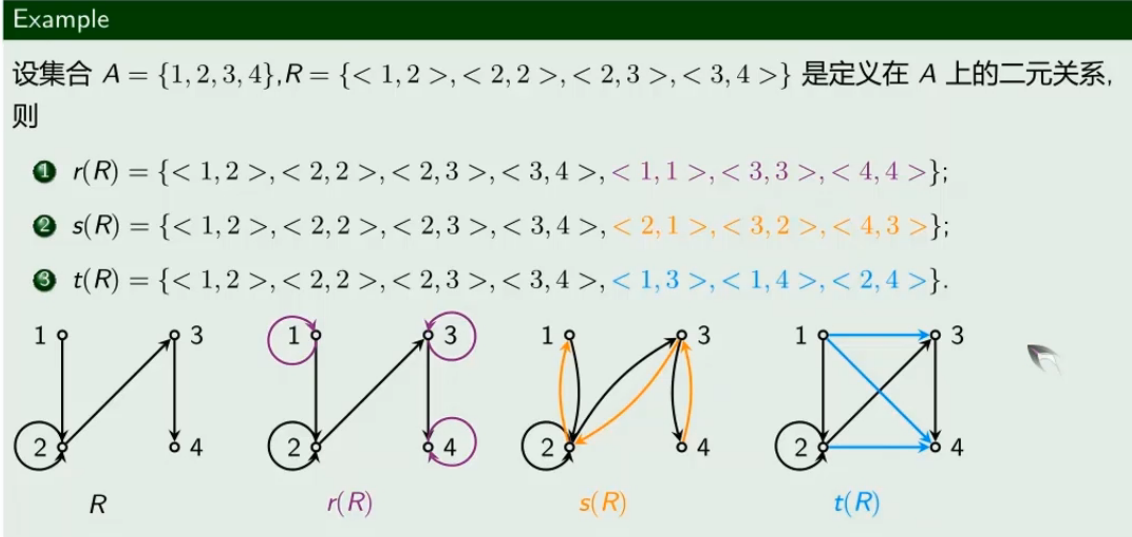 Example
设集合 A = {1, 2, 3, 4},R = {< 1, 2 >, < 2, 2 >, < 2, 3 >, < 3, 4 >} 是定义在 A 上的二元关系,
则
1 r(R) = {< 1, 2 >, < 2, 2 >, < 2, 3 >, < 3, 4 >, < 1, 1 >, < 3, 3 >, < 4, 4 >};
2 s(R) = {< 1, 2 >, < 2, 2 >, < 2, 3 >, < 3, 4 >, < 2, 1 >, < 3, 2 >, < 4, 3 >};
3 t(R) = {< 1, 2 >, < 2, 2 >, < 2, 3 >, < 3, 4 >, < 1, 3 >, < 1, 4 >, < 2, 4 >}.
1 3 1 3 1 3 1 3
2 4 2 4 2 4 2 4
R r(R) s(R) t(R)